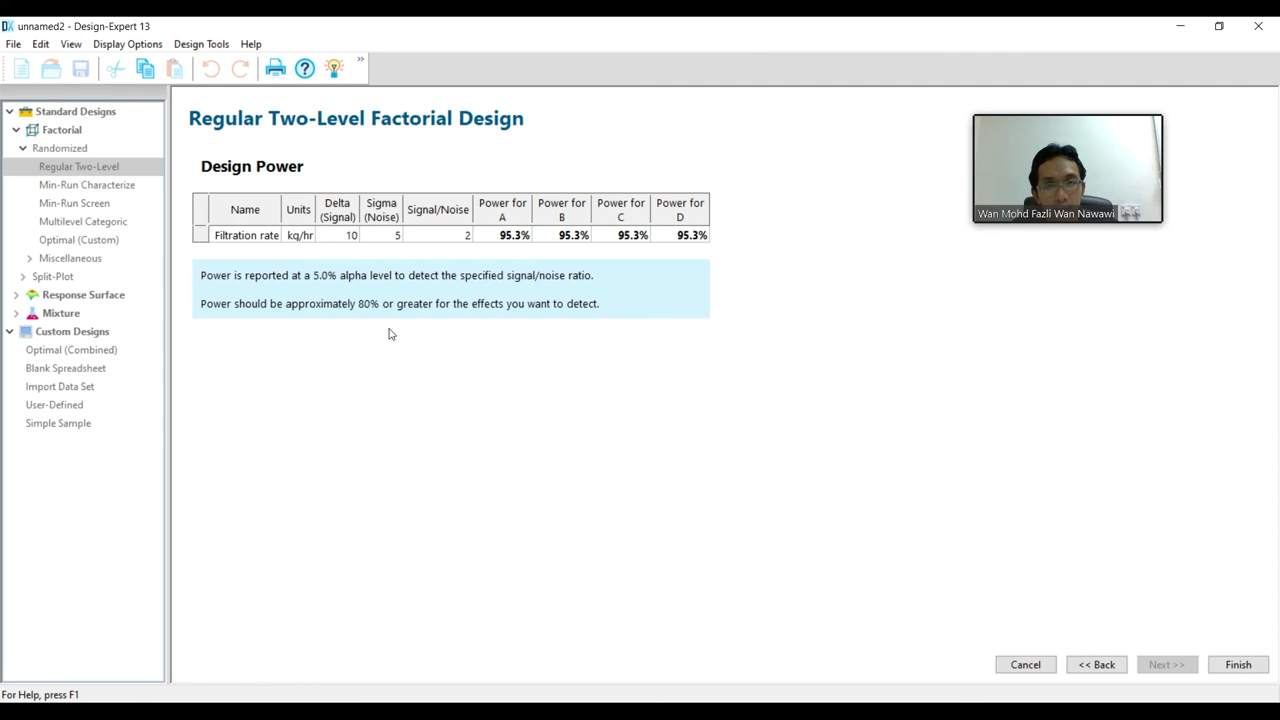 unnamed2 - Design-Expert 13
File Edit View Display Options Design Tools Help
»
Standard Designs
Factorial
Randomized
Regular Two-Level
Min-Run Characterize
Min-Run Screen
Multilevel Categoric
Optimal (Custom)
Miscellaneous
Split-Plot
Response Surface
Mixture
Custom Designs
Optimal (Combined)
Blank Spreadsheet
Import Data Set
User-Defined
Simple Sample
Regular Two-Level Factorial Design
Design Power
Name Units Delta (Signal) Sigma (Noise) Signal/Noise Power for A Power for B Power for C Power for D
Filtration rate kg/hr 10 5 2 95.3% 95.3% 95.3% 95.3%
Power is reported at a 5.0% alpha level to detect the specified signal/noise ratio.
Power should be approximately 80% or greater for the effects you want to detect.
Wan Mohd Fazli Wan Nawawi
Cancel << Back Next >> Finish
For Help, press F1